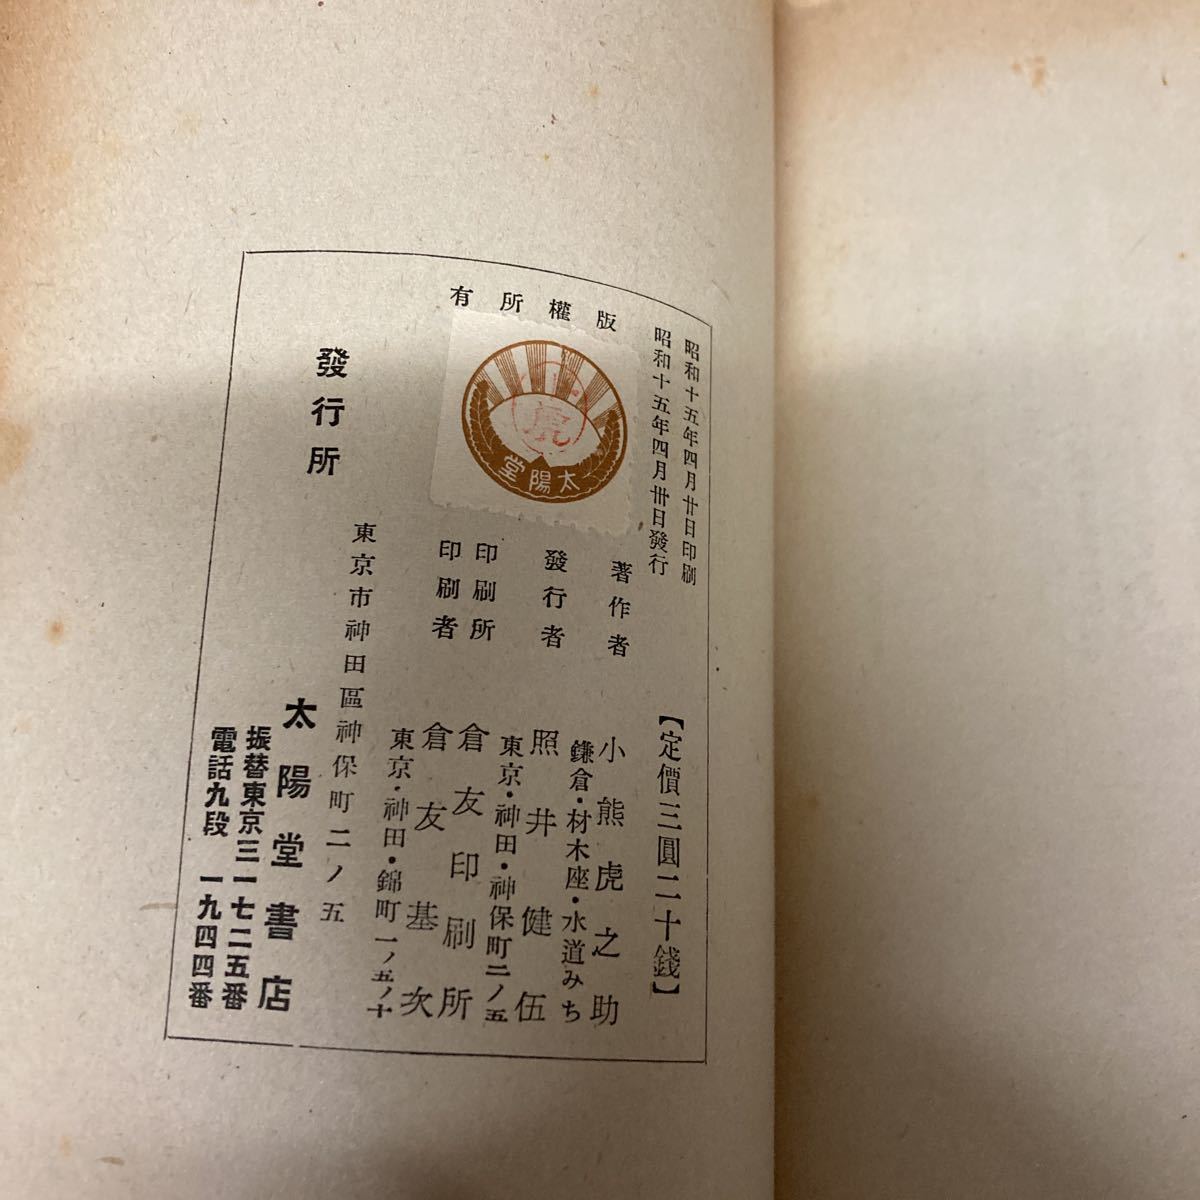 昭和十五年四月廿日印刷
昭和十五年四月卅日發行
【定價三圓二十錢】
版權所有
太陽堂
虎
著作者 小熊虎之助
鎌倉・材木座・水道みち
發行者 照井健伍
東京・神田・神保町二ノ五
印刷所 倉友印刷所
印刷者 倉友基次
東京・神田・錦町一ノ五ノ十
發行所
東京市神田區神保町二ノ五
太陽堂書店
振替東京三一七二五番
電話九段 一九四四番